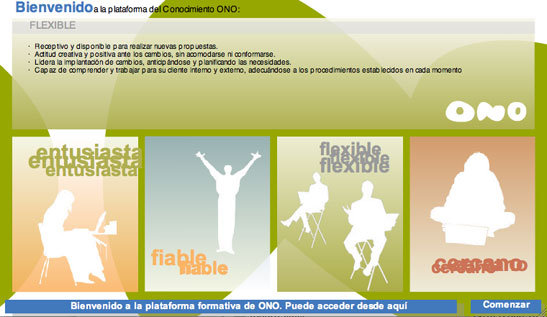 Bienvenido a la plataforma del Conocimiento ONO:
FLEXIBLE
· Receptivo y disponible para realizar nuevas propuestas.
· Actitud creativa y positiva ante los cambios, sin acomodarse ni conformarse.
· Lidera la implantación de cambios, anticipándose y planificando las necesidades.
· Capaz de comprender y trabajar para su cliente interno y externo, adecuándose a los procedimientos establecidos en cada momento
ONO
entusiasta
entusiasta
entusiasta
fiable
fiable
flexible
flexible
flexible
cercano
cercano
Bienvenido a la plataforma formativa de ONO. Puede acceder desde aquí
Comenzar